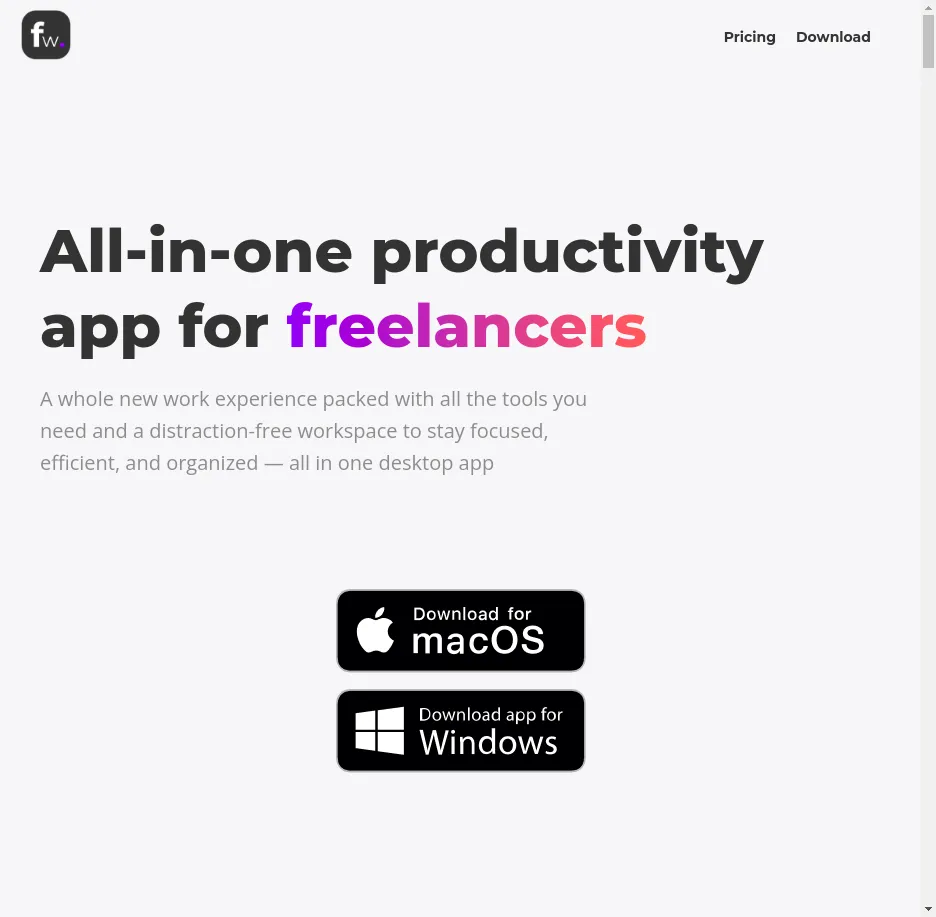 fw.
Pricing
Download
All-in-one productivity
app for freelancers
A whole new work experience packed with all the tools you
need and a distraction-free workspace to stay focused,
efficient, and organized — all in one desktop app
Download for
macOS
Download app for
Windows